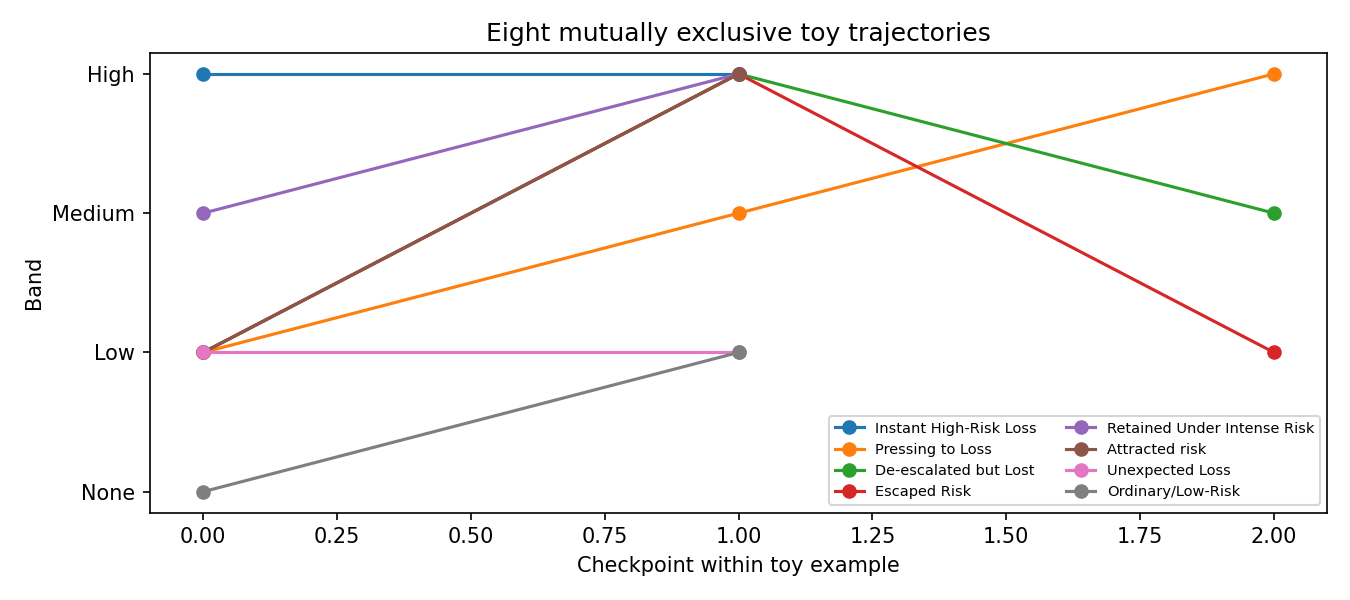 Eight mutually exclusive toy trajectories
High
Medium
Low
None
Band
Instant High-Risk Loss
Pressing to Loss
De-escalated but Lost
Escaped Risk
Retained Under Intense Risk
Attracted risk
Unexpected Loss
Ordinary/Low-Risk
0.00 0.25 0.50 0.75 1.00 1.25 1.50 1.75 2.00
Checkpoint within toy example